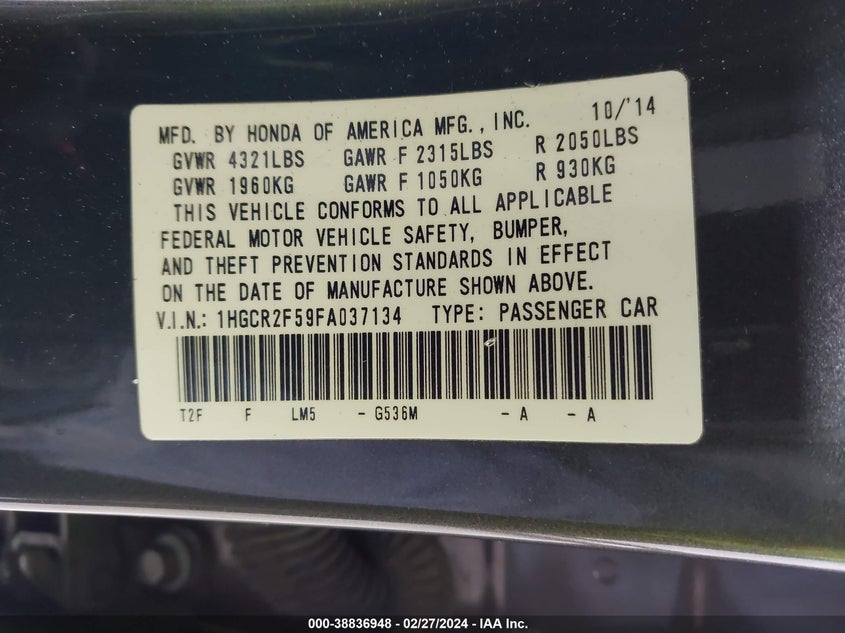 MFD. BY HONDA OF AMERICA MFG., INC. 10/'14
GVWR 4321LBS GAWR F 2315LBS R 2050LBS
GVWR 1960KG GAWR F 1050KG R 930KG
THIS VEHICLE CONFORMS TO ALL APPLICABLE
FEDERAL MOTOR VEHICLE SAFETY, BUMPER,
AND THEFT PREVENTION STANDARDS IN EFFECT
ON THE DATE OF MANUFACTURE SHOWN ABOVE.
V.I.N.: 1HGCR2F59FA037134 TYPE: PASSENGER CAR
T2F F LM5 - G536M - A - A
000-38836948 - 02/27/2024 - IAA Inc.